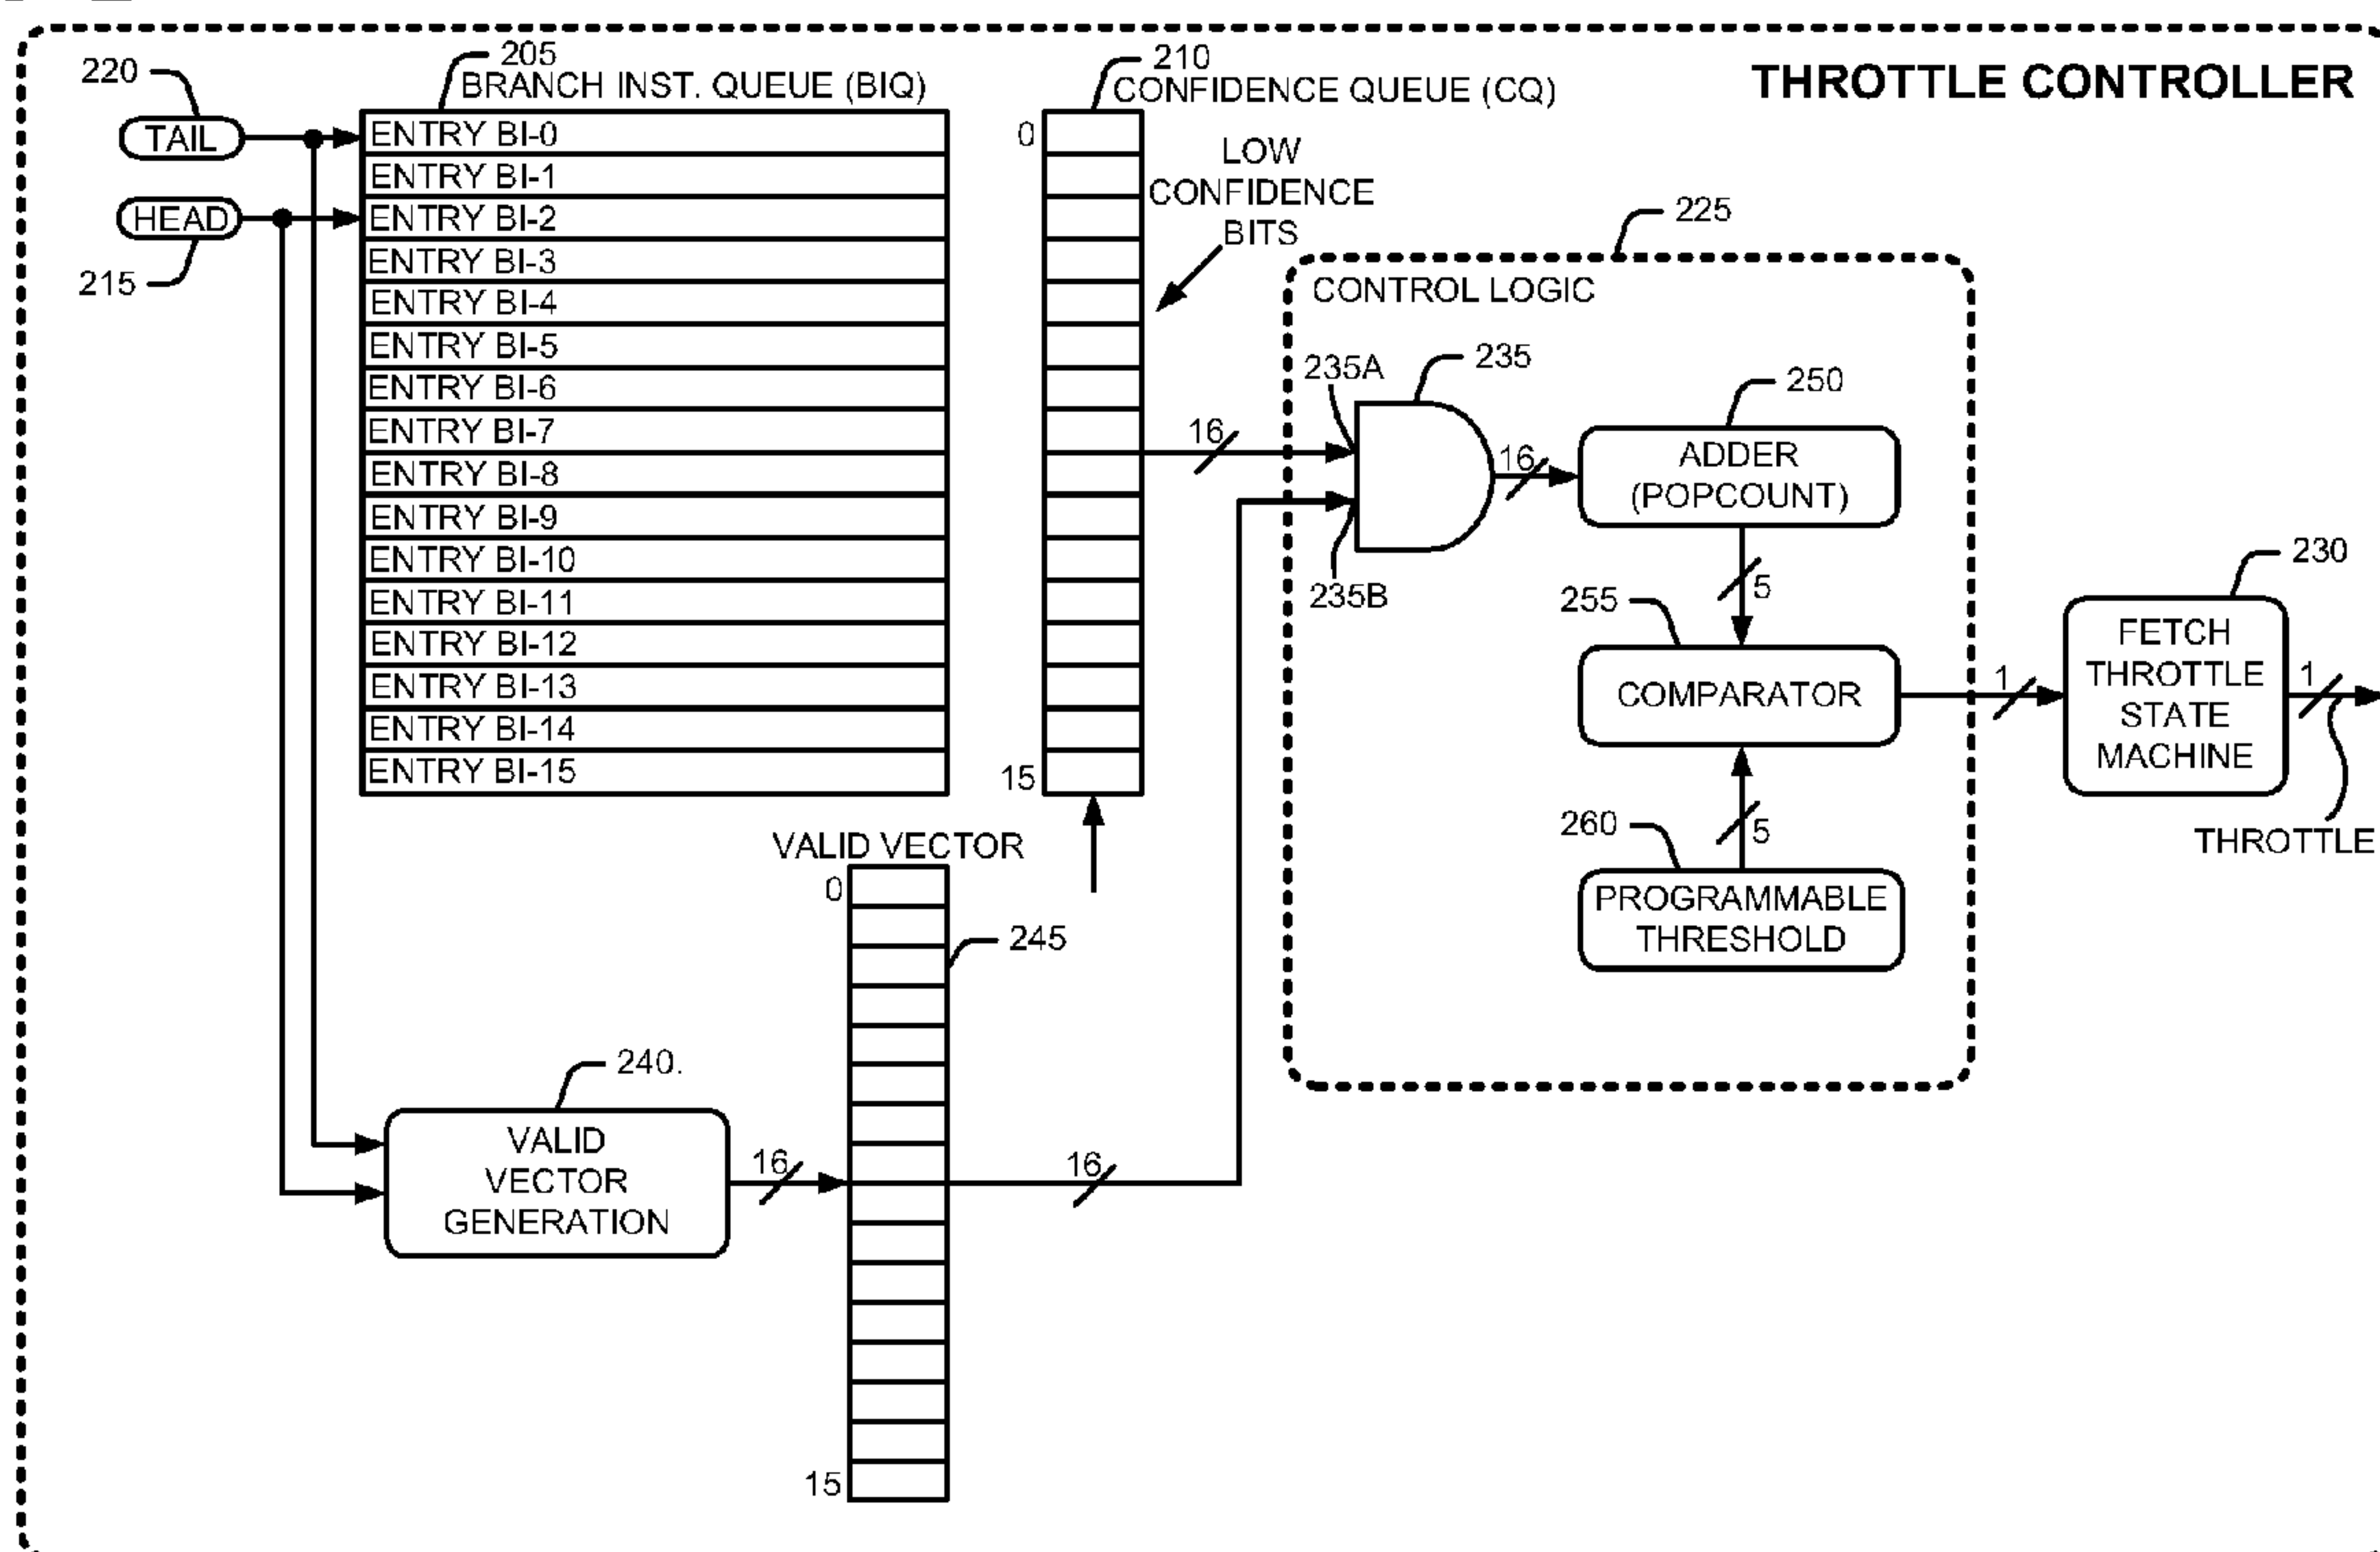 THROTTLE CONTROLLER
220
205
BRANCH INST. QUEUE (BIQ)
210
CONFIDENCE QUEUE (CQ)
TAIL
HEAD
215
ENTRY BI-0
ENTRY BI-1
ENTRY BI-2
ENTRY BI-3
ENTRY BI-4
ENTRY BI-5
ENTRY BI-6
ENTRY BI-7
ENTRY BI-8
ENTRY BI-9
ENTRY BI-10
ENTRY BI-11
ENTRY BI-12
ENTRY BI-13
ENTRY BI-14
ENTRY BI-15
0
15
LOW
CONFIDENCE
BITS
225
CONTROL LOGIC
235A
235
235B
16
16
250
ADDER
(POPCOUNT)
5
255
COMPARATOR
5
260
PROGRAMMABLE
THRESHOLD
1
230
FETCH
THROTTLE
STATE
MACHINE
1
THROTTLE
VALID VECTOR
0
245
15
240.
VALID
VECTOR
GENERATION
16
16